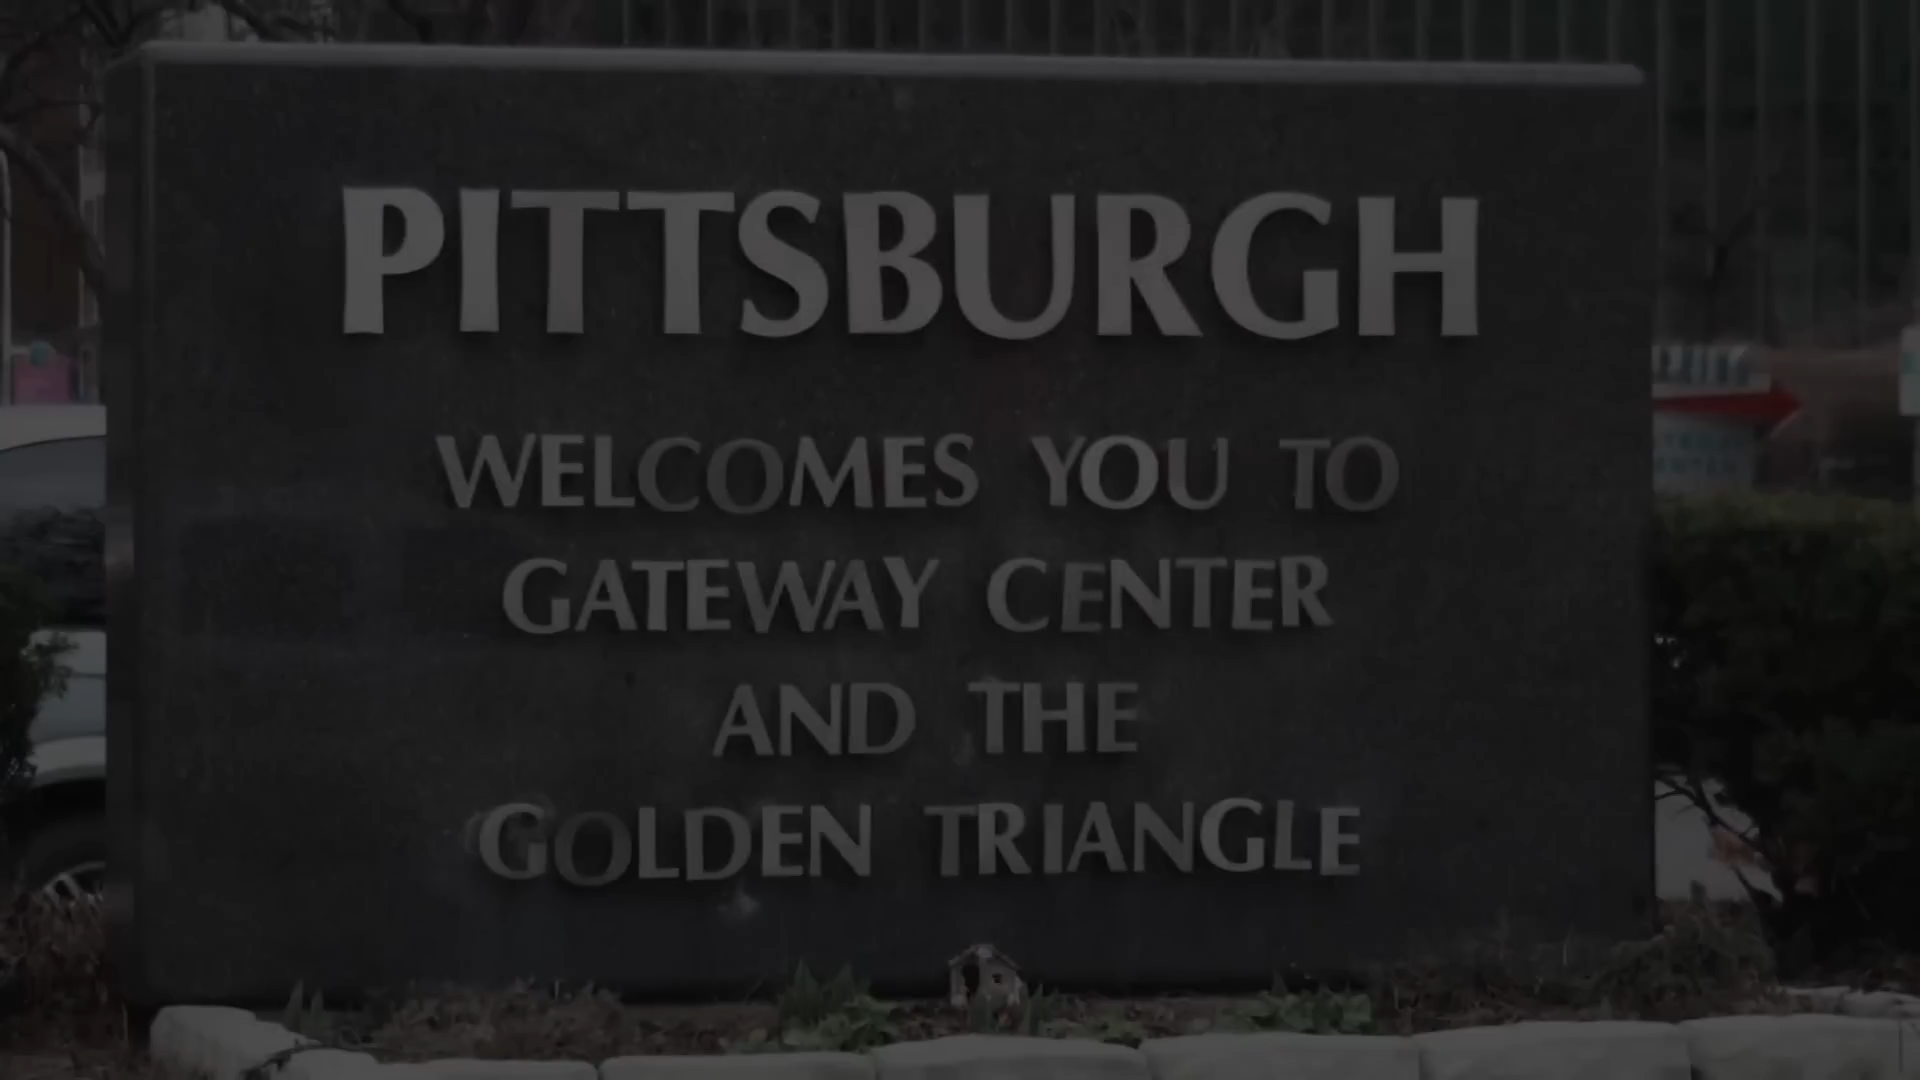 PITTSBURGH
WELCOMES YOU TO
GATEWAY CENTER
AND THE
GOLDEN TRIANGLE